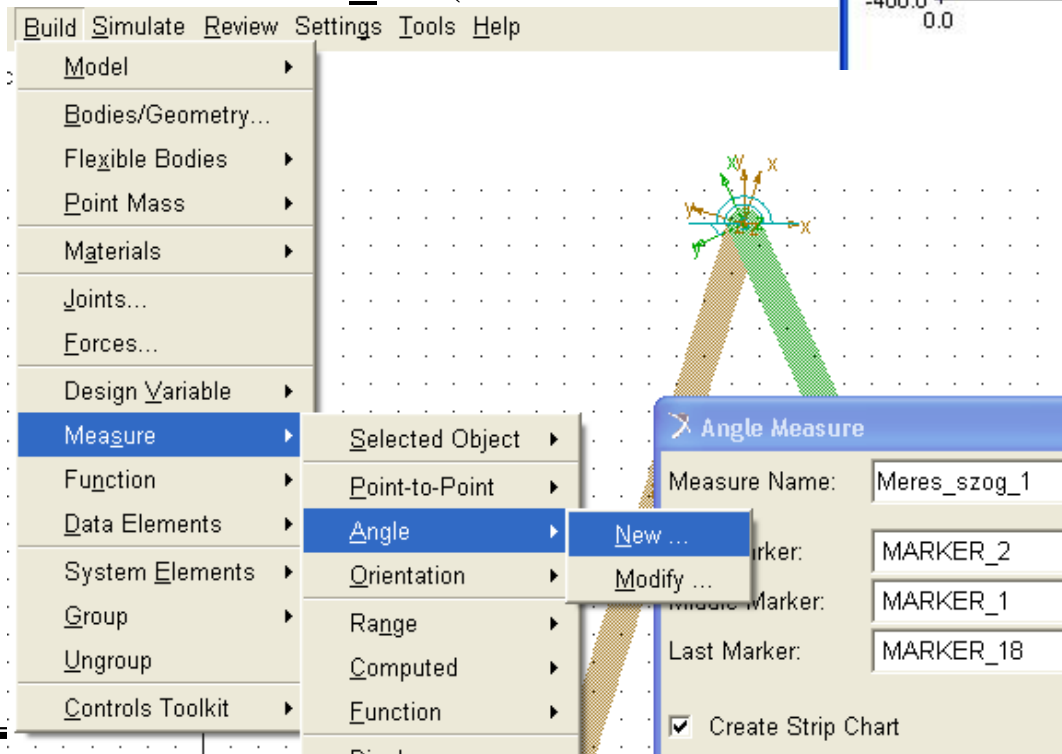 -400.0
0.0
Build Simulate Review Settings Tools Help
Model
Bodies/Geometry...
Flexible Bodies
Point Mass
Materials
Joints...
Forces...
Design Variable
Measure
Function
Data Elements
System Elements
Group
Ungroup
Controls Toolkit
Selected Object
Point-to-Point
Angle
Orientation
Range
Computed
Function
New ...
Modify ...
x y x
y x
y
Angle Measure
Measure Name: Meres_szog_1
MARKER_2
Middle Marker: MARKER_1
Last Marker: MARKER_18
Create Strip Chart